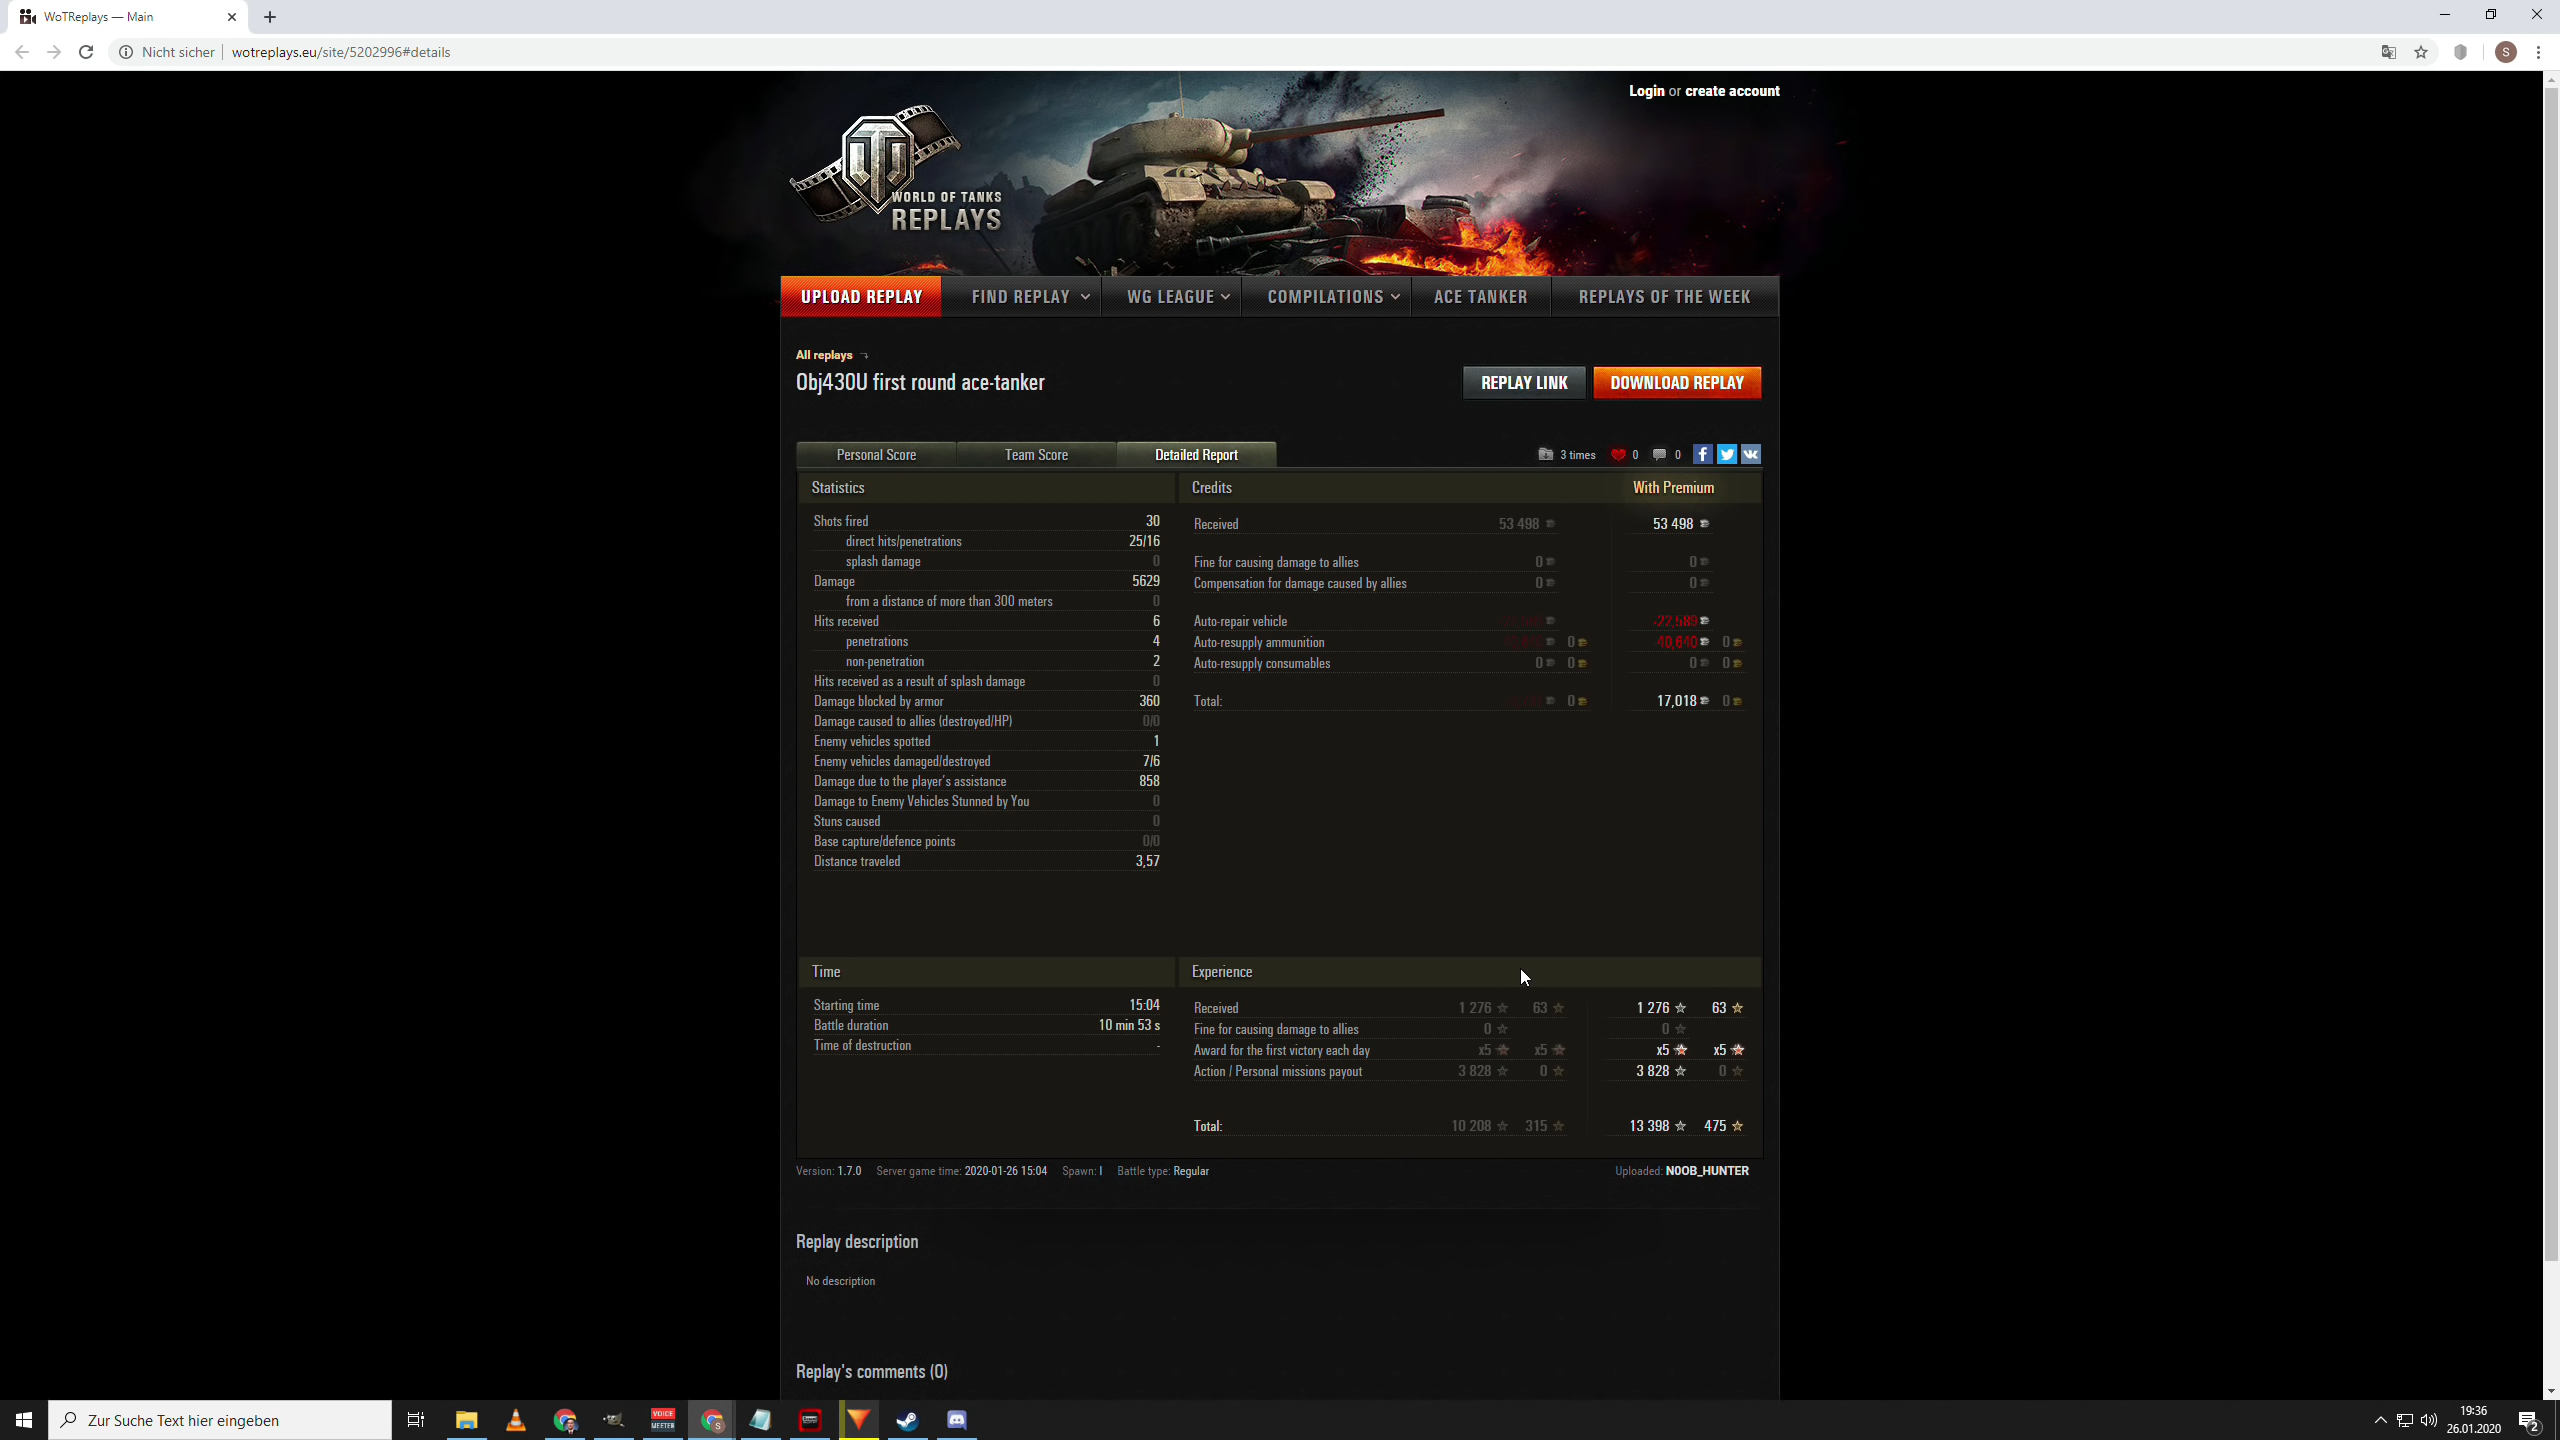 WoTReplays — Main
Nicht sicher
wotreplays.eu/site/5202996#details
S
Login or create account
WORLD OF TANKS
REPLAYS
UPLOAD REPLAY
FIND REPLAY
WG LEAGUE
COMPILATIONS
ACE TANKER
REPLAYS OF THE WEEK
All replays
Obj430U first round ace-tanker
REPLAY LINK
DOWNLOAD REPLAY
Personal Score
Team Score
Detailed Report
3 times
0
0
Statistics
Shots fired 30
direct hits/penetrations 25/16
splash damage 0
Damage 5629
from a distance of more than 300 meters 0
Hits received 6
penetrations 4
non-penetration 2
Hits received as a result of splash damage 0
Damage blocked by armor 360
Damage caused to allies (destroyed/HP) 0/0
Enemy vehicles spotted 1
Enemy vehicles damaged/destroyed 7/6
Damage due to the player's assistance 858
Damage to Enemy Vehicles Stunned by You 0
Stuns caused 0
Base capture/defence points 0/0
Distance traveled 3,57
Credits With Premium
Received 53 498 53 498
Fine for causing damage to allies 0 0
Compensation for damage caused by allies 0 0
Auto-repair vehicle -22,589
Auto-resupply ammunition 0 -40,640 0
Auto-resupply consumables 0 0 0 0
Total: 0 17,018 0
Time
Starting time 15:04
Battle duration 10 min 53 s
Time of destruction -
Experience
Received 1 276 63 1 276 63
Fine for causing damage to allies 0 0
Award for the first victory each day x5 x5 x5 x5
Action / Personal missions payout 3 828 0 3 828 0
Total: 10 208 315 13 398 475
Version: 1.7.0 Server game time: 2020-01-26 15:04 Spawn: I Battle type: Regular
Uploaded: N00B_HUNTER
Replay description
No description
Replay's comments (0)
Zur Suche Text hier eingeben
VOICE
MEETER
S
19:36
26.01.2020
2